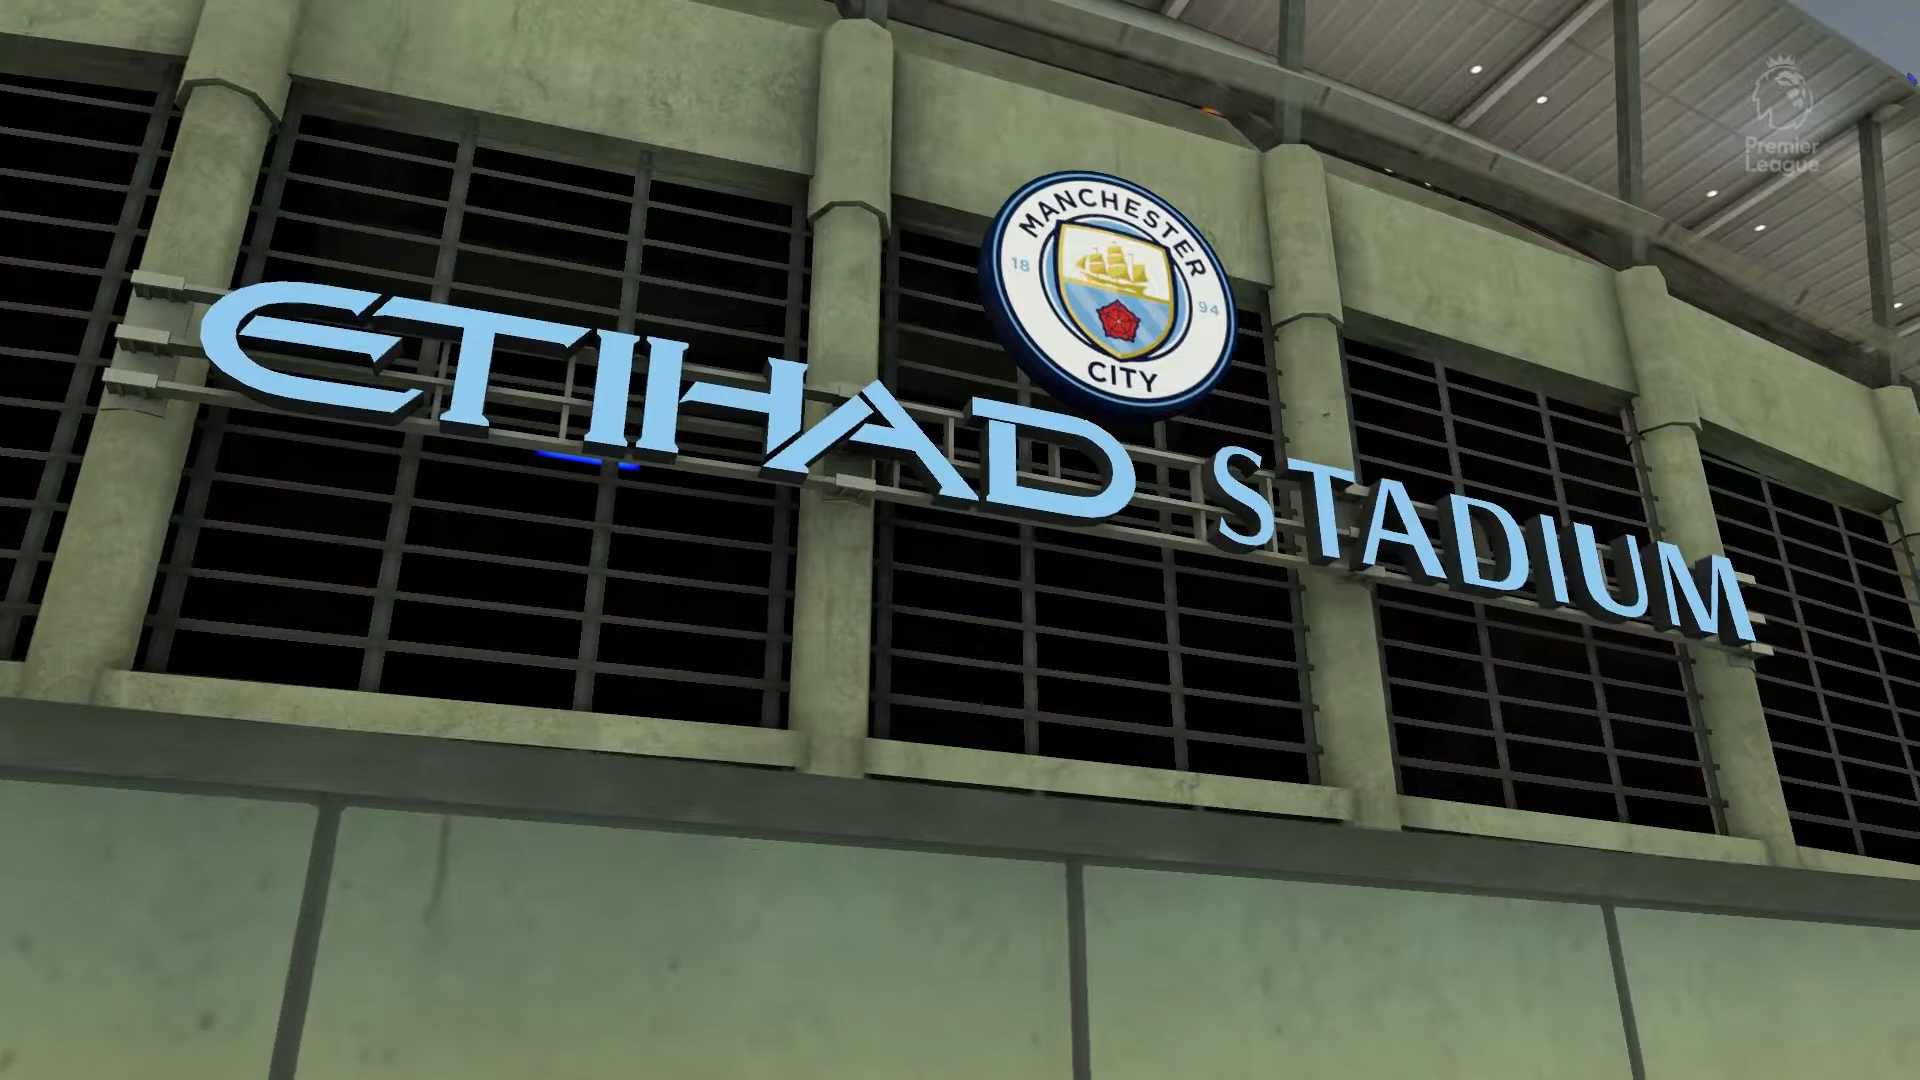 MANCHESTER
18 94
CITY
ETIHAD STADIUM
Premier
League